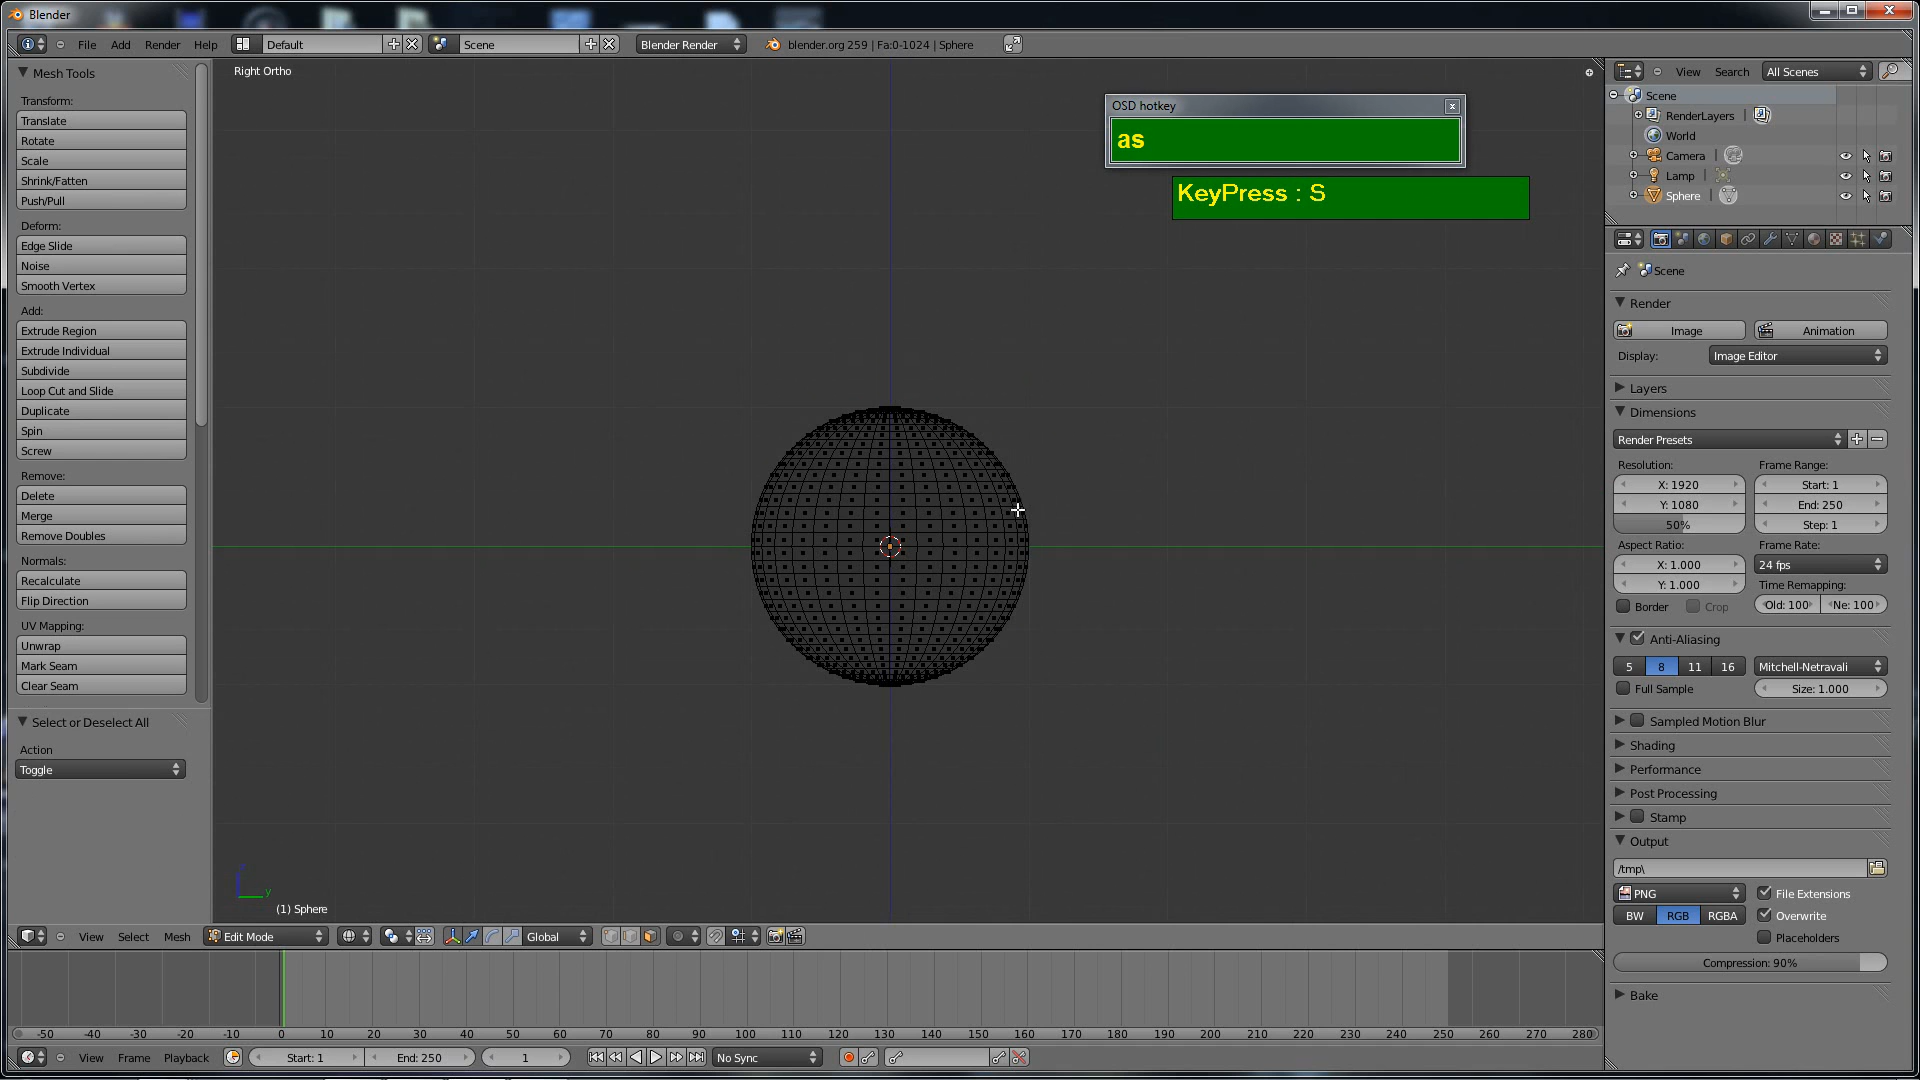 Blender
File Add Render Help Default Scene Blender Render blender.org 259 | Fa:0-1024 | Sphere
Mesh Tools
Transform:
Translate
Rotate
Scale
Shrink/Fatten
Push/Pull
Deform:
Edge Slide
Noise
Smooth Vertex
Add:
Extrude Region
Extrude Individual
Subdivide
Loop Cut and Slide
Duplicate
Spin
Screw
Remove:
Delete
Merge
Remove Doubles
Normals:
Recalculate
Flip Direction
UV Mapping:
Unwrap
Mark Seam
Clear Seam
Select or Deselect All
Action
Toggle
Right Ortho
OSD hotkey
as
KeyPress : S
y
(1) Sphere
View Select Mesh Edit Mode Global
-50 -40 -30 -20 -10 0 10 20 30 40 50 60 70 80 90 100 110 120 130 140 150 160 170 180 190 200 210 220 230 240 250 260 270 280
View Frame Playback Start: 1 End: 250 1 No Sync
View Search All Scenes
Scene
RenderLayers |
World
Camera |
Lamp |
Sphere |
Scene
Render
Image Animation
Display: Image Editor
Layers
Dimensions
Render Presets
Resolution: Frame Range:
X: 1920 Start: 1
Y: 1080 End: 250
50% Step: 1
Aspect Ratio: Frame Rate:
X: 1.000 24 fps
Y: 1.000 Time Remapping:
Border Crop Old: 100 Ne: 100
Anti-Aliasing
5 8 11 16 Mitchell-Netravali
Full Sample Size: 1.000
Sampled Motion Blur
Shading
Performance
Post Processing
Stamp
Output
/tmp\
PNG File Extensions
BW RGB RGBA Overwrite
Placeholders
Compression: 90%
Bake